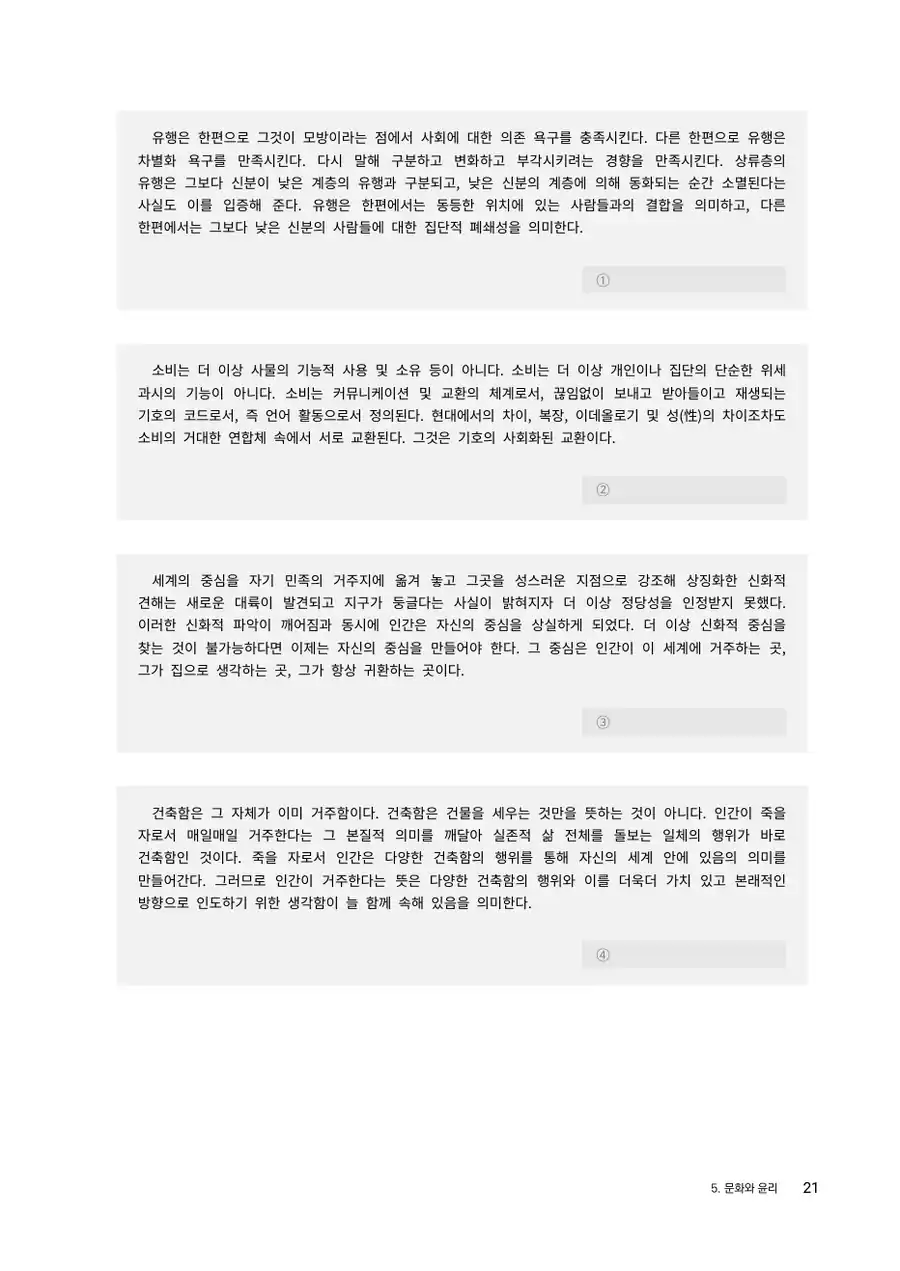 유행은 한편으로 그것이 모방이라는 점에서 사회에 대한 의존 욕구를 충족시킨다. 다른 한편으로 유행은
차별화 욕구를 만족시킨다. 다시 말해 구분하고 변화하고 부각시키려는 경향을 만족시킨다. 상류층의
유행은 그보다 신분이 낮은 계층의 유행과 구분되고, 낮은 신분의 계층에 의해 동화되는 순간 소멸된다는
사실도 이를 입증해 준다. 유행은 한편에서는 동등한 위치에 있는 사람들과의 결합을 의미하고, 다른
한편에서는 그보다 낮은 신분의 사람들에 대한 집단적 폐쇄성을 의미한다.
①
소비는 더 이상 사물의 기능적 사용 및 소유 등이 아니다. 소비는 더 이상 개인이나 집단의 단순한 위세
과시의 기능이 아니다. 소비는 커뮤니케이션 및 교환의 체계로서, 끊임없이 보내고 받아들이고 재생되는
기호의 코드로서, 즉 언어 활동으로서 정의된다. 현대에서의 차이, 복장, 이데올로기 및 성(性)의 차이조차도
소비의 거대한 연합체 속에서 서로 교환된다. 그것은 기호의 사회화된 교환이다.
②
세계의 중심을 자기 민족의 거주지에 옮겨 놓고 그곳을 성스러운 지점으로 강조해 상징화한 신화적
견해는 새로운 대륙이 발견되고 지구가 둥글다는 사실이 밝혀지자 더 이상 정당성을 인정받지 못했다.
이러한 신화적 파악이 깨어짐과 동시에 인간은 자신의 중심을 상실하게 되었다. 더 이상 신화적 중심을
찾는 것이 불가능하다면 이제는 자신의 중심을 만들어야 한다. 그 중심은 인간이 이 세계에 거주하는 곳,
그가 집으로 생각하는 곳, 그가 항상 귀환하는 곳이다.
③
건축함은 그 자체가 이미 거주함이다. 건축함은 건물을 세우는 것만을 뜻하는 것이 아니다. 인간이 죽을
자로서 매일매일 거주한다는 그 본질적 의미를 깨달아 실존적 삶 전체를 돌보는 일체의 행위가 바로
건축함인 것이다. 죽을 자로서 인간은 다양한 건축함의 행위를 통해 자신의 세계 안에 있음의 의미를
만들어간다. 그러므로 인간이 거주한다는 뜻은 다양한 건축함의 행위와 이를 더욱더 가치 있고 본래적인
방향으로 인도하기 위한 생각함이 늘 함께 속해 있음을 의미한다.
④
5. 문화와 윤리 21